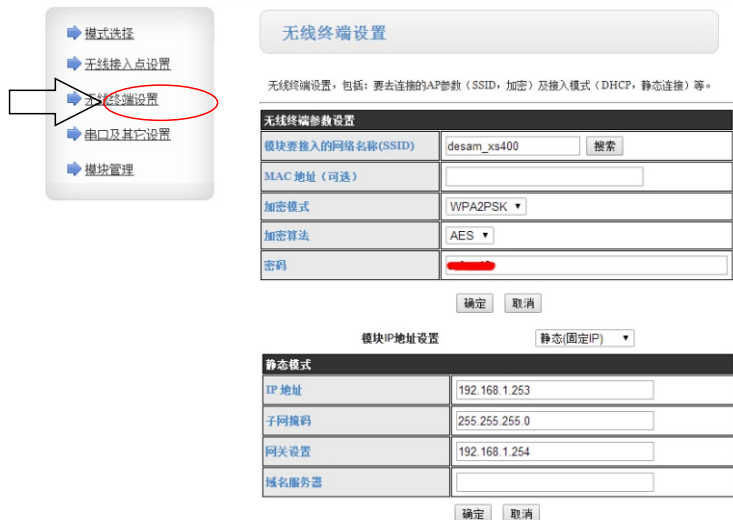 模式选择
无线接入点设置
无线终端设置
串口及其它设置
模块管理
无线终端设置
无线终端设置，包括：要去连接的AP参数（SSID，加密）及接入模式（DHCP，静态连接）等。
无线终端参数设置
模块要接入的网络名称(SSID) desam_xs400 搜索
MAC 地址（可选）
加密模式 WPA2PSK
加密算法 AES
密码
确定 取消
模块IP地址设置 静态(固定IP)
静态模式
IP 地址 192.168.1.253
子网掩码 255.255.255.0
网关设置 192.168.1.254
域名服务器
确定 取消